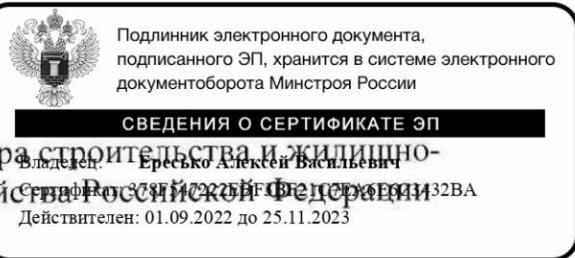 Подлинник электронного документа,
подписанного ЭП, хранится в системе электронного
документооборота Минстроя России
СВЕДЕНИЯ О СЕРТИФИКАТЕ ЭП
ра строительства и жилищно-
Владелец: Ересько Алексей Васильевич
йства Российской Федерации
Сертификат:
Действителен: 01.09.2022 до 25.11.2023